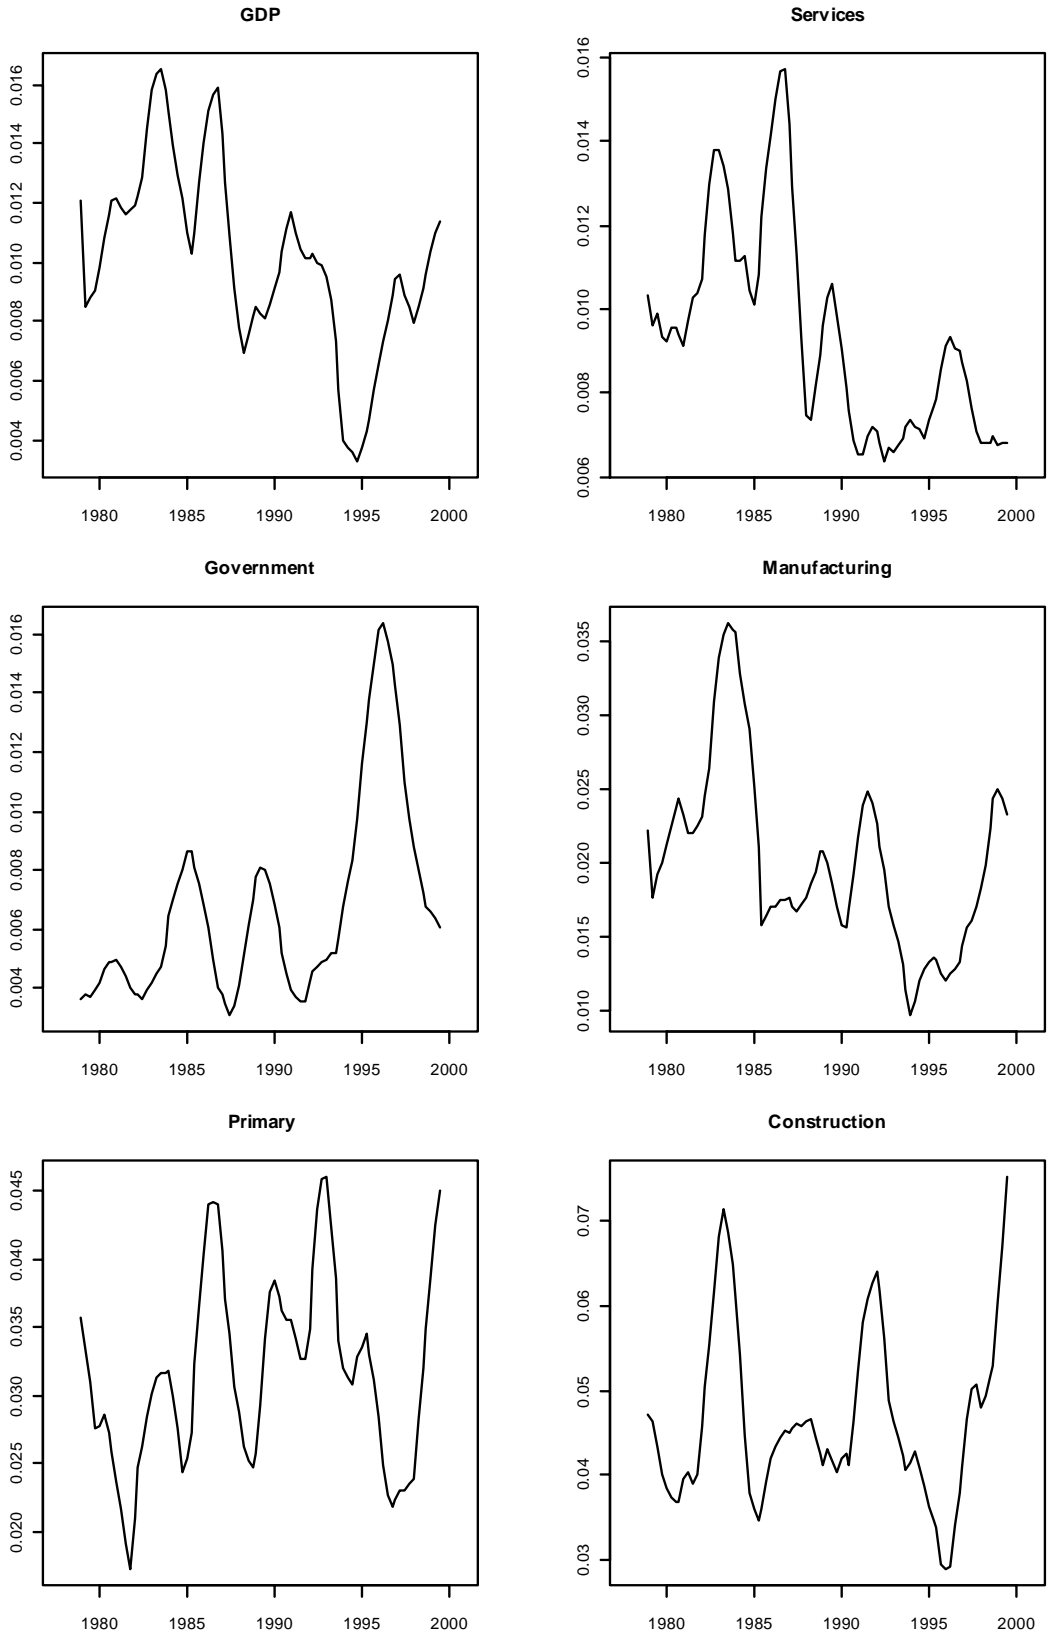 GDP
0.004 0.006 0.008 0.010 0.012 0.014 0.016
1980 1985 1990 1995 2000
Services
0.006 0.008 0.010 0.012 0.014 0.016
1980 1985 1990 1995 2000
Government
0.004 0.006 0.008 0.010 0.012 0.014 0.016
1980 1985 1990 1995 2000
Manufacturing
0.010 0.015 0.020 0.025 0.030 0.035
1980 1985 1990 1995 2000
Primary
0.020 0.025 0.030 0.035 0.040 0.045
1980 1985 1990 1995 2000
Construction
0.03 0.04 0.05 0.06 0.07
1980 1985 1990 1995 2000